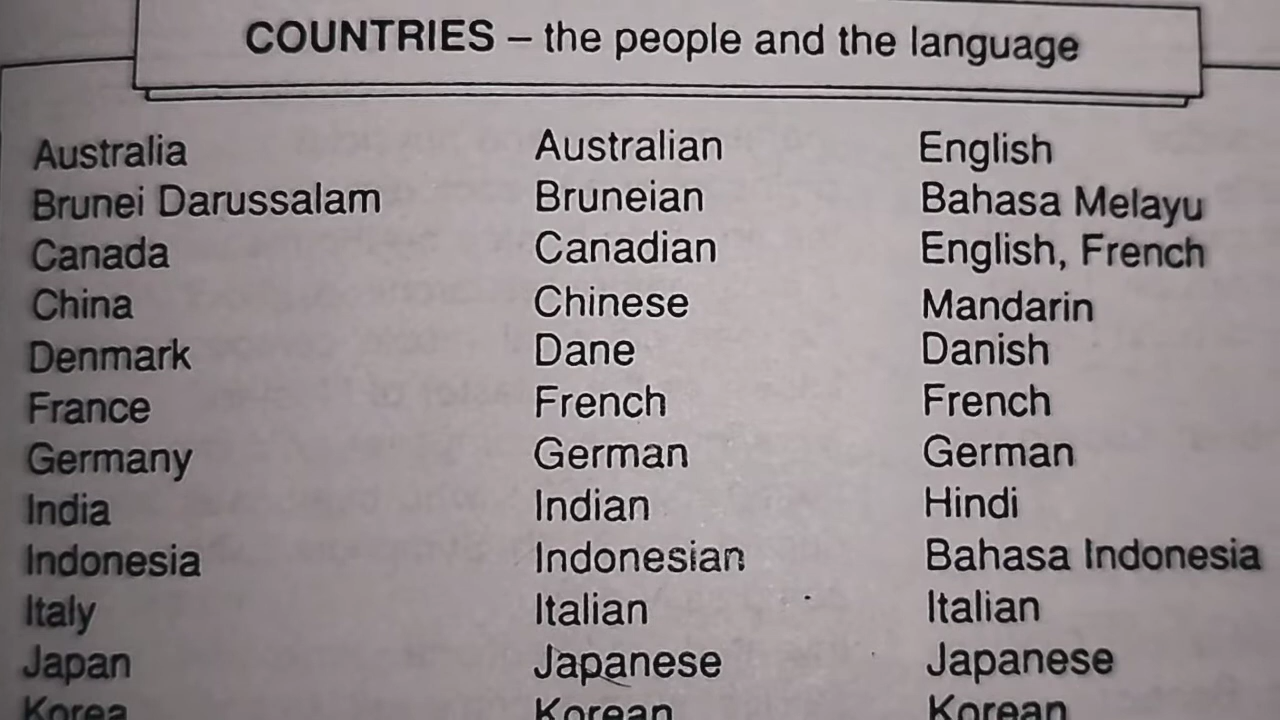 COUNTRIES – the people and the language
Australia Australian English
Brunei Darussalam Bruneian Bahasa Melayu
Canada Canadian English, French
China Chinese Mandarin
Denmark Dane Danish
France French French
Germany German German
India Indian Hindi
Indonesia Indonesian Bahasa Indonesia
Italy Italian Italian
Japan Japanese Japanese
Korea Korean Korean